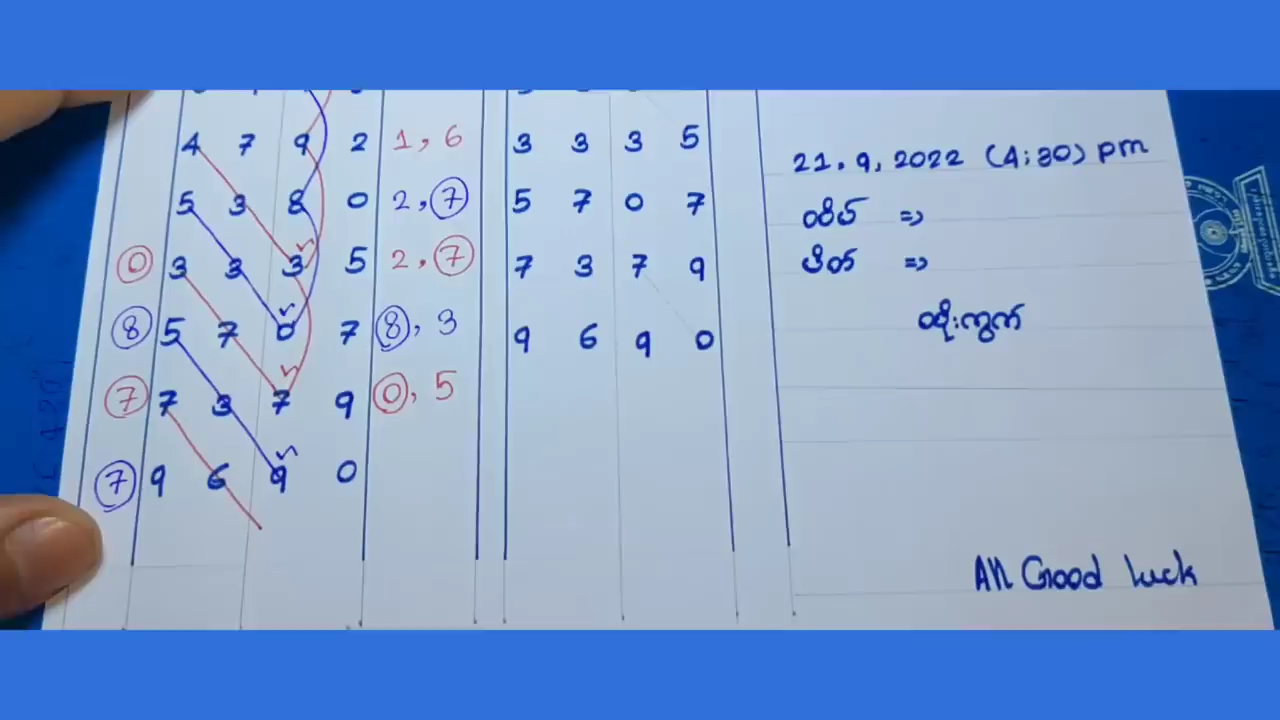 4 7 9 2 1, 6
5 3 8 0 2, 7
0 3 3 3 5 2, 7
8 5 7 0 7 8, 3
7 7 3 7 9 0, 5
7 9 6 9 0
3 3 3 5
5 7 0 7
7 3 7 9
9 6 9 0
21.9,2022 (4:30) pm
ထိပ် =>
ပိတ် =>
ထိုးကွက်
All Good luck